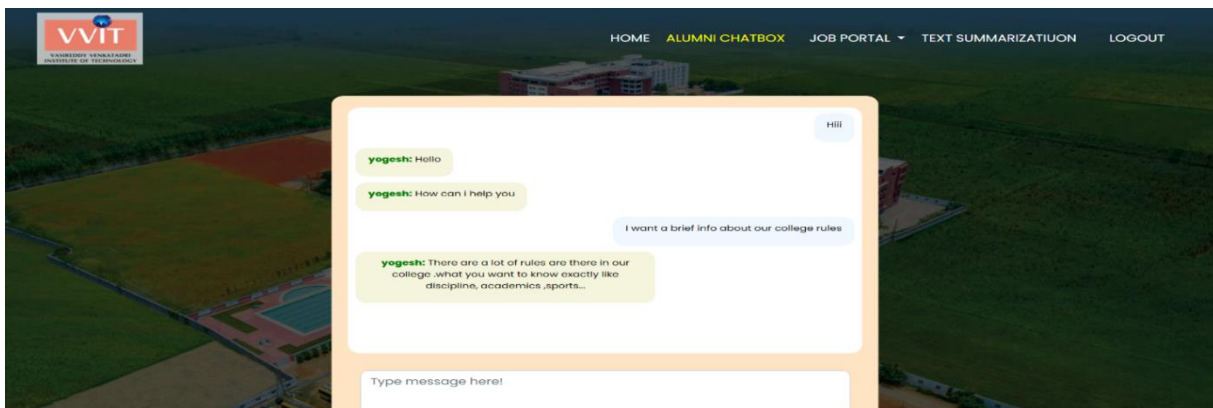 VVIT
VASIREDDY VENKATADRI
INSTITUTE OF TECHNOLOGY
HOME ALUMNI CHATBOX JOB PORTAL TEXT SUMMARIZATIUON LOGOUT
Hiii
yogesh: Hello
yogesh: How can i help you
I want a brief info about our college rules
yogesh: There are a lot of rules are there in our
college .what you want to know exactly like
discipline, academics ,sports...
Type message here!